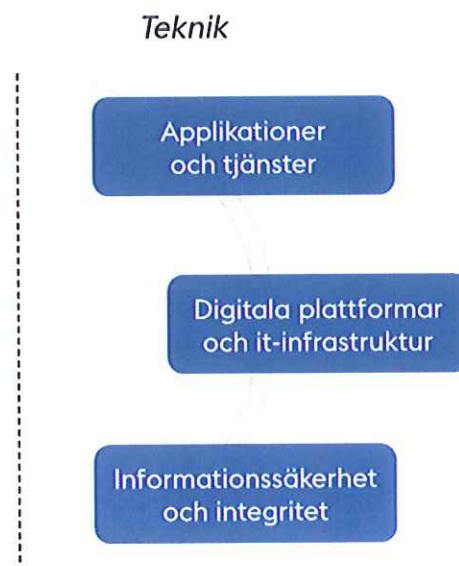 Teknik
Applikationer
och tjänster
Digitala plattformar
och it-infrastruktur
Informationssäkerhet
och integritet